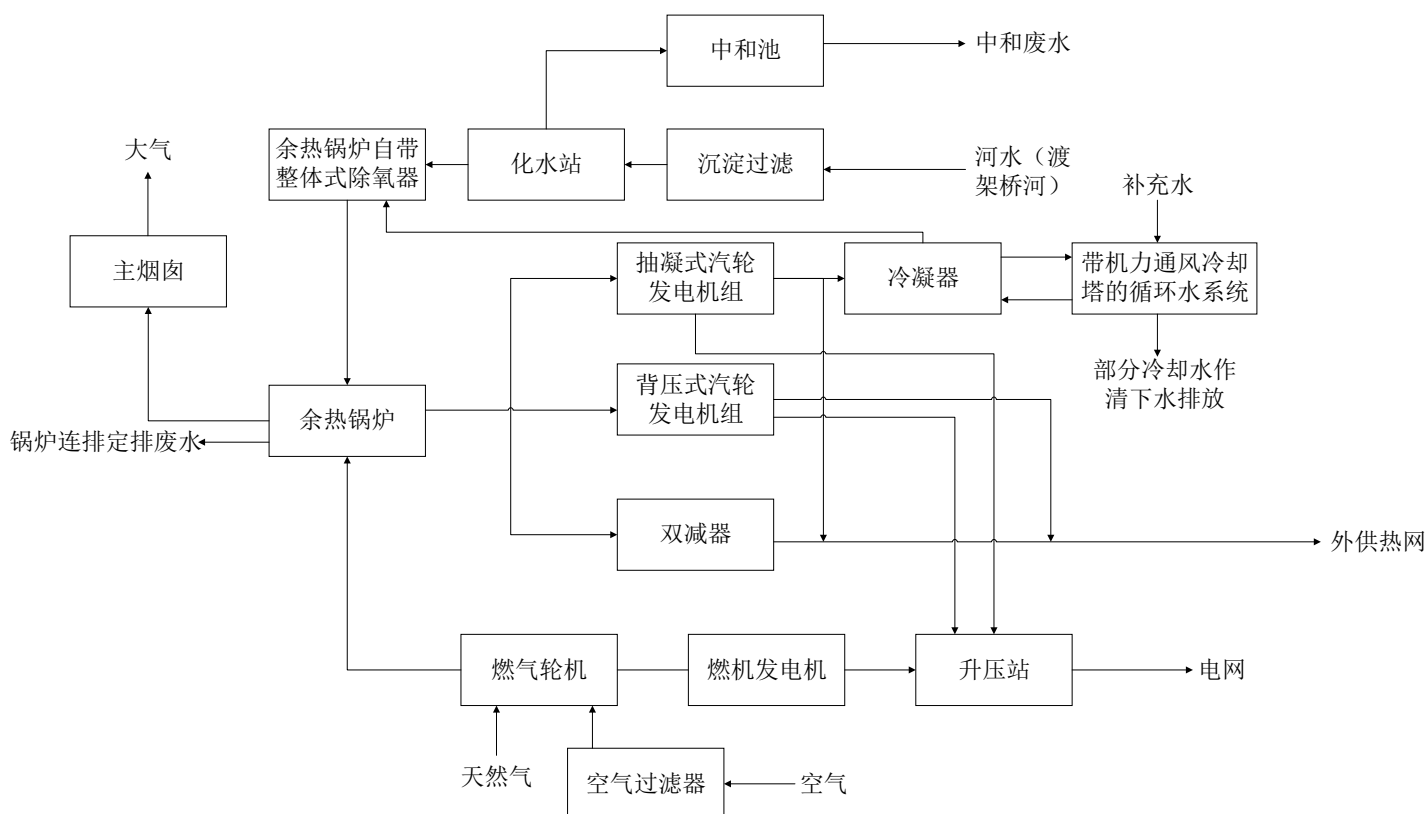 中和池
中和废水
大气
余热锅炉自带
整体式除氧器
化水站
沉淀过滤
河水（渡
架桥河）
补充水
主烟囱
抽凝式汽轮
发电机组
冷凝器
带机力通风冷却
塔的循环水系统
背压式汽轮
发电机组
部分冷却水作
清下水排放
余热锅炉
锅炉连排定排废水
双减器
外供热网
燃气轮机
燃机发电机
升压站
电网
天然气
空气过滤器
空气